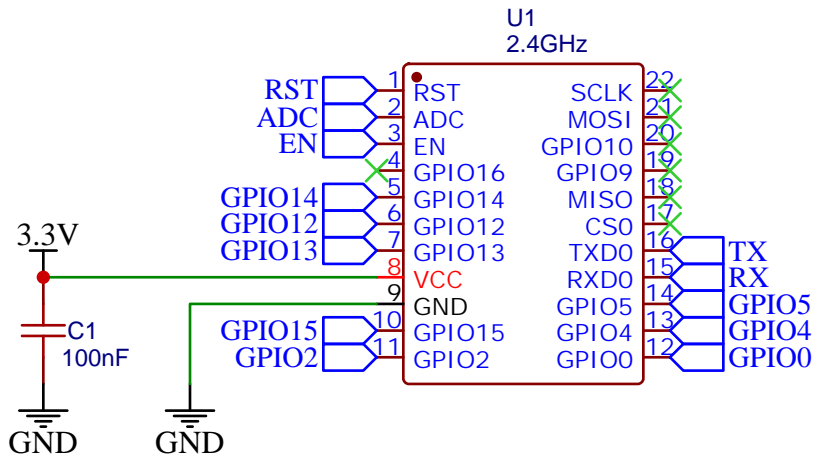 U1
2.4GHz
RST 1 RST SCLK 22
ADC 2 ADC MOSI 21
EN 3 EN GPIO10 20
4 GPIO16 GPIO9 19
GPIO14 5 GPIO14 MISO 18
GPIO12 6 GPIO12 CS0 17
GPIO13 7 GPIO13 TXD0 16 TX
3.3V 8 VCC RXD0 15 RX
9 GND GPIO5 14 GPIO5
C1 GPIO15 10 GPIO15 GPIO4 13 GPIO4
100nF GPIO2 11 GPIO2 GPIO0 12 GPIO0
GND GND